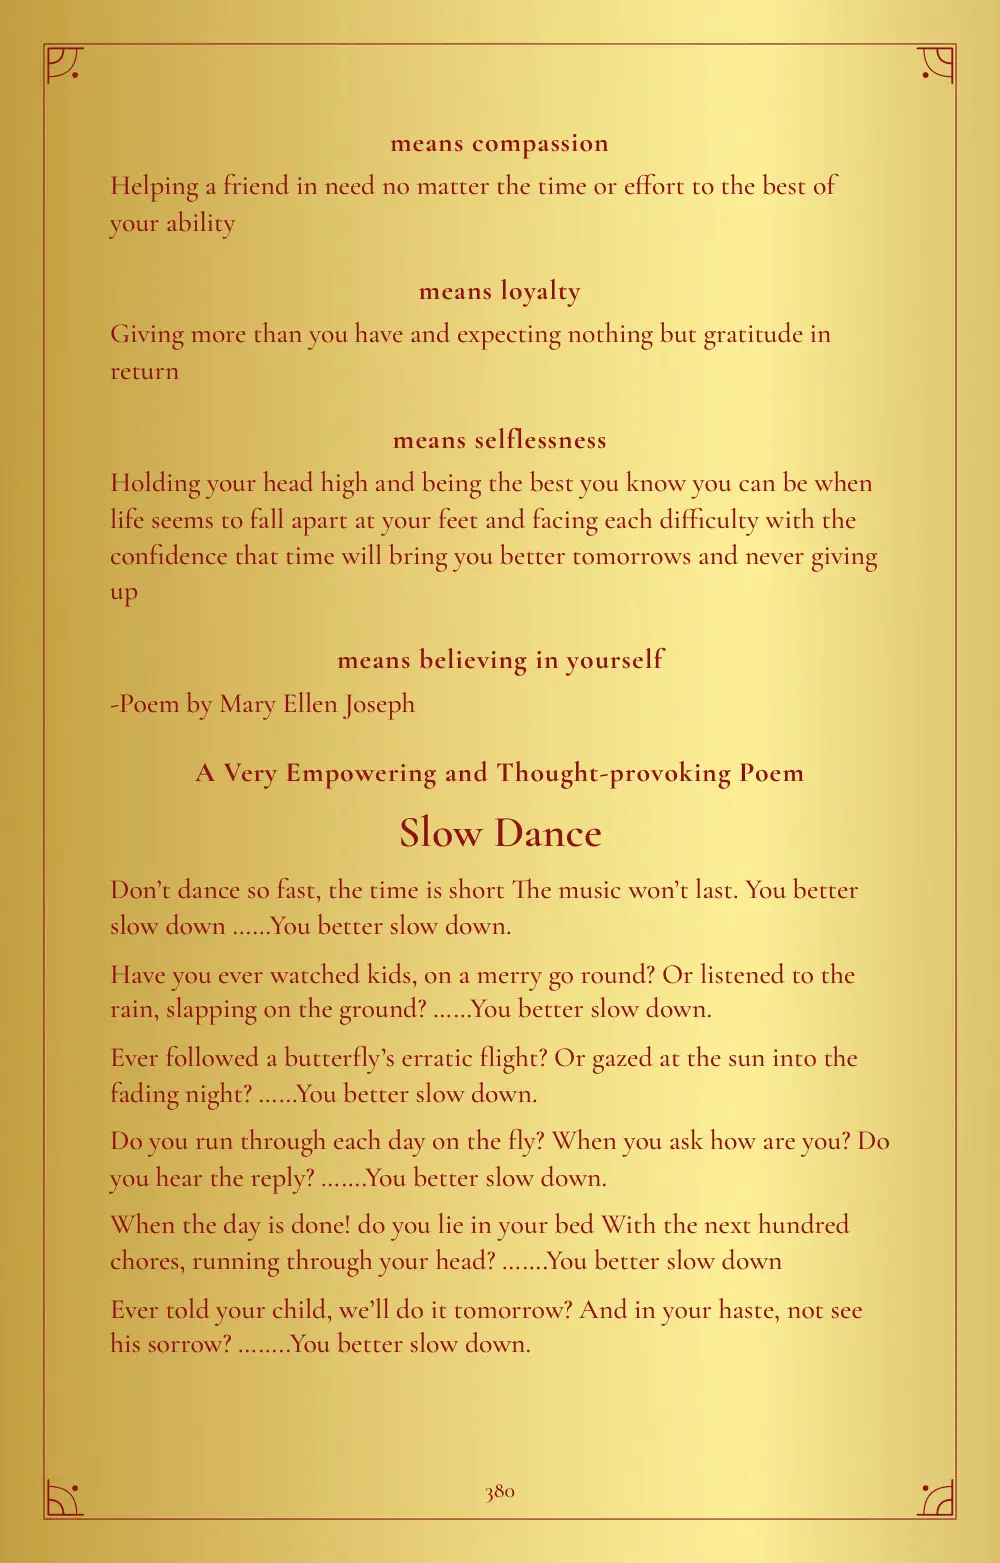 means compassion
Helping a friend in need no matter the time or effort to the best of
your ability
means loyalty
Giving more than you have and expecting nothing but gratitude in
return
means selflessness
Holding your head high and being the best you know you can be when
life seems to fall apart at your feet and facing each difficulty with the
confidence that time will bring you better tomorrows and never giving
up
means believing in yourself
-Poem by Mary Ellen Joseph
A Very Empowering and Thought-provoking Poem
Slow Dance
Don’t dance so fast, the time is short The music won’t last. You better
slow down ……You better slow down.
Have you ever watched kids, on a merry go round? Or listened to the
rain, slapping on the ground? ……You better slow down.
Ever followed a butterfly’s erratic flight? Or gazed at the sun into the
fading night? ……You better slow down.
Do you run through each day on the fly? When you ask how are you? Do
you hear the reply? …….You better slow down.
When the day is done! do you lie in your bed With the next hundred
chores, running through your head? …….You better slow down
Ever told your child, we’ll do it tomorrow? And in your haste, not see
his sorrow? ……..You better slow down.
380